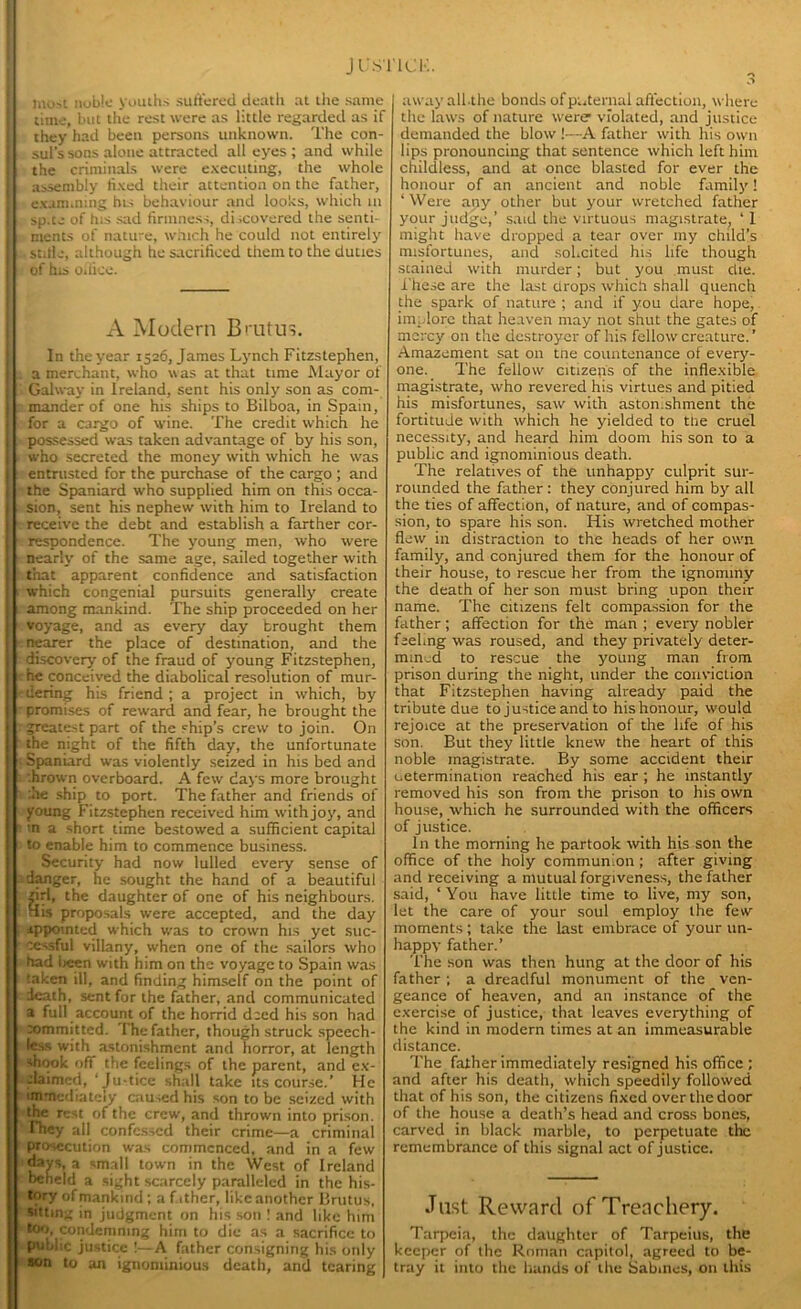 JUSTICE.
3
most noble youths suffered death at the same
time, but the rest were as little regarded as if
they had been persons unknown. The con-
sul's sons alone attracted all eyes; and while
the criminals were executing, the whole
assembly fixed their attention on the father,
examining his behaviour and looks, which in
spite of his sad firmness, discovered the senti-
ments of nature, which he could not entirely
stifle, although he sacrificed them to the duties
of his office.
A Modern Brutus.
In the year 1526, James Lynch Fitzstephen,
a merchant, who was at that time Mayor of
Galway in Ireland, sent his only son as com-
mander of one his ships to Bilboa, in Spain,
for a cargo of wine. The credit which he
possessed was taken advantage of by his son,
who secreted the money with which he was
entrusted for the purchase of the cargo; and
the Spaniard who supplied him on this occa-
sion, sent his nephew with him to Ireland to
receive the debt and establish a farther cor-
respondence. The young men, who were
nearly of the same age, sailed together with
that apparent confidence and satisfaction
which congenial pursuits generally create
among mankind. The ship proceeded on her
voyage, and as every day brought them
nearer the place of destination, and the
discovery of the fraud of young Fitzstephen,
he conceived the diabolical resolution of mur-
dering his friend; a project in which, by
promises of reward and fear, he brought the
greatest part of the ship's crew to join. On
the night of the fifth day, the unfortunate
Spaniard was violently seized in his bed and
thrown overboard. A few days more brought
the ship to port. The father and friends of
young Fitzstephen received him with joy, and
in a short time bestowed a sufficient capital
to enable him to commence business.
Security had now lulled every sense of
danger, he sought the hand of a beautiful
girl, the daughter of one of his neighbours.
His proposals were accepted, and the day
appointed which was to crown his yet suc-
cessful villany, when one of the sailors who
had been with him on the voyage to Spain was
taken ill, and finding himself on the point of
death, sent for the father, and communicated
a full account of the horrid deed his son had
committed. The father, though struck speech-
less with astonishment and horror, at length
shook off the feelings of the parent, and ex-
claimed, 'Justice shall take its course.' He
immediately caused his son to be seized with
the rest of the crew, and thrown into prison.
They all confessed their crime—a criminal
prosecution was commenced, and in a few
days, a small town in the West of Ireland
beheld a sight scarcely paralleled in the his-
tory of mankind; a father, like another Brutus,
sitting in judgment on his son! and like him
too, condemning him to die as a sacrifice to
public justice!—A father consigning his only
son to an ignominious death, and tearing
away all the bonds of paternal affection, where
the laws of nature were violated, and justice
demanded the blow!—A father with his own
lips pronouncing that sentence which left him
childless, and at once blasted for ever the
honour of an ancient and noble family!
'Were any other but your wretched father
your judge,' said the virtuous magistrate, 'I
might have dropped a tear over my child's
misfortunes, and solicited his life though
stained with murder; but you must die.
These are the last drops which shall quench
the spark of nature; and if you dare hope,
implore that heaven may not shut the gates of
mercy on the destroyer of his fellow creature.'
Amazement sat on the countenance of every-
one. The fellow citizens of the inflexible
magistrate, who revered his virtues and pitied
his misfortunes, saw with astonishment the
fortitude with which he yielded to the cruel
necessity, and heard him doom his son to a
public and ignominious death.
The relatives of the unhappy culprit sur-
rounded the father: they conjured him by all
the ties of affection, of nature, and of compas-
sion, to spare his son. His wretched mother
flew in distraction to the heads of her own
family, and conjured them for the honour of
their house, to rescue her from the ignominy
the death of her son must bring upon their
name. The citizens felt compassion for the
father; affection for the man; every nobler
feeling was roused, and they privately deter-
mined to rescue the young man from
prison during the night, under the conviction
that Fitzstephen having already paid the
tribute due to justice and to his honour, would
rejoice at the preservation of the life of his
son. But they little knew the heart of this
noble magistrate. By some accident their
determination reached his ear; he instantly
removed his son from the prison to his own
house, which he surrounded with the officers
of justice.
In the morning he partook with his son the
office of the holy communion; after giving
and receiving a mutual forgiveness, the father
said, 'You have little time to live, my son,
let the care of your soul employ the few
moments; take the last embrace of your un-
happy father.'
The son was then hung at the door of his
father; a dreadful monument of the ven-
geance of heaven, and an instance of the
exercise of justice, that leaves everything of
the kind in modern times at an immeasurable
distance.
The father immediately resigned his office;
and after his death, which speedily followed
that of his son, the citizens fixed over the door
of the house a death's head and cross bones,
carved in black marble, to perpetuate the
remembrance of this signal act of justice.
Just Reward of Treachery.
Tarpeia, the daughter of Tarpeius, the
keeper of the Roman capitol, agreed to be-
tray it into the hands of the Sabines, on this